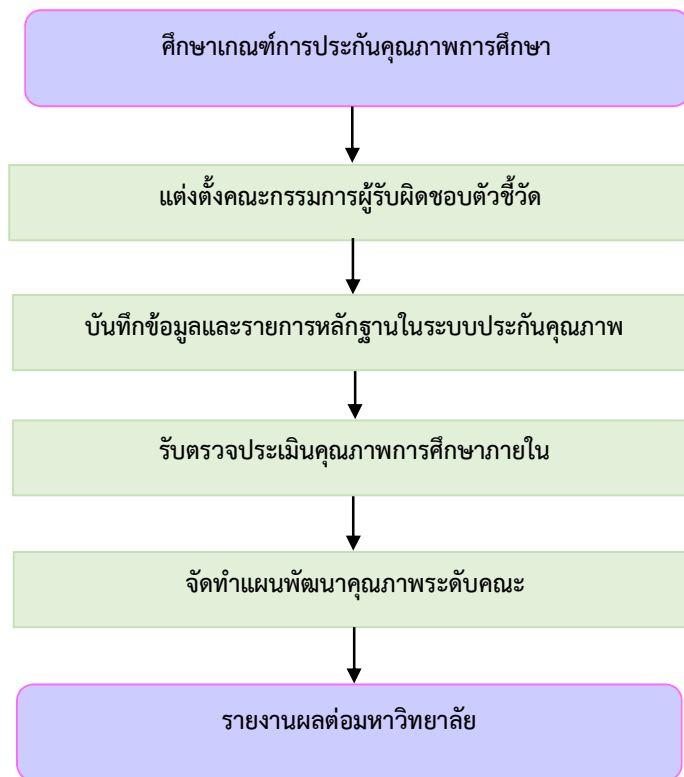 ศึกษาเกณฑ์การประกันคุณภาพการศึกษา
แต่งตั้งคณะกรรมการผู้รับผิดชอบตัวชี้วัด
บันทึกข้อมูลและรายการหลักฐานในระบบประกันคุณภาพ
รับตรวจประเมินคุณภาพการศึกษาภายใน
จัดทำแผนพัฒนาคุณภาพระดับคณะ
รายงานผลต่อมหาวิทยาลัย